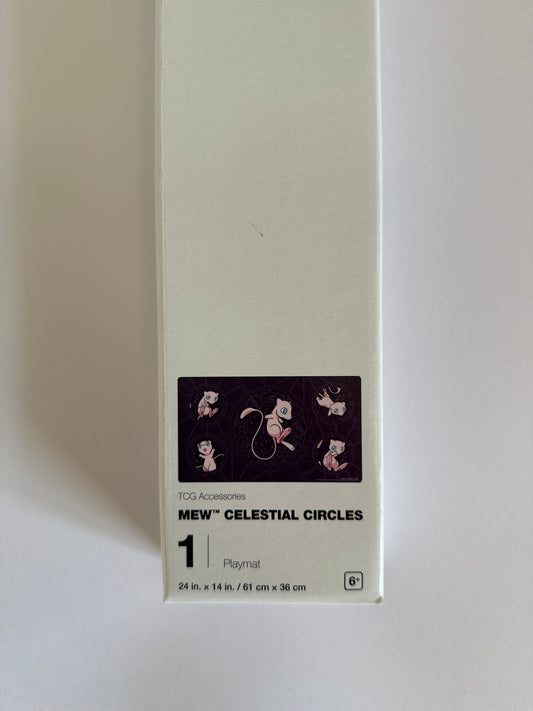 TCG Accessories
MEW™ CELESTIAL CIRCLES
1 Playmat
24 in. × 14 in. / 61 cm × 36 cm
6+